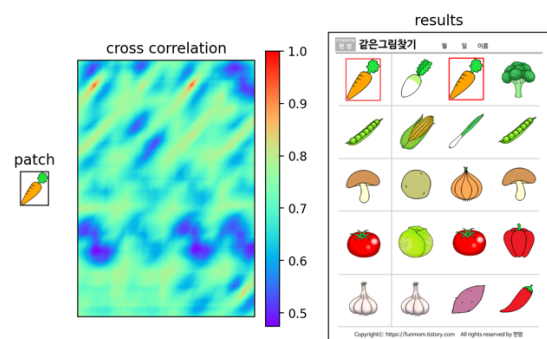 results
cross correlation
patch
1.0
0.9
0.8
0.7
0.6
0.5
같은그림찾기
월 일 이름
Copyrightⓒ https://funmom.tistory.com All rights reserved by 펀맘